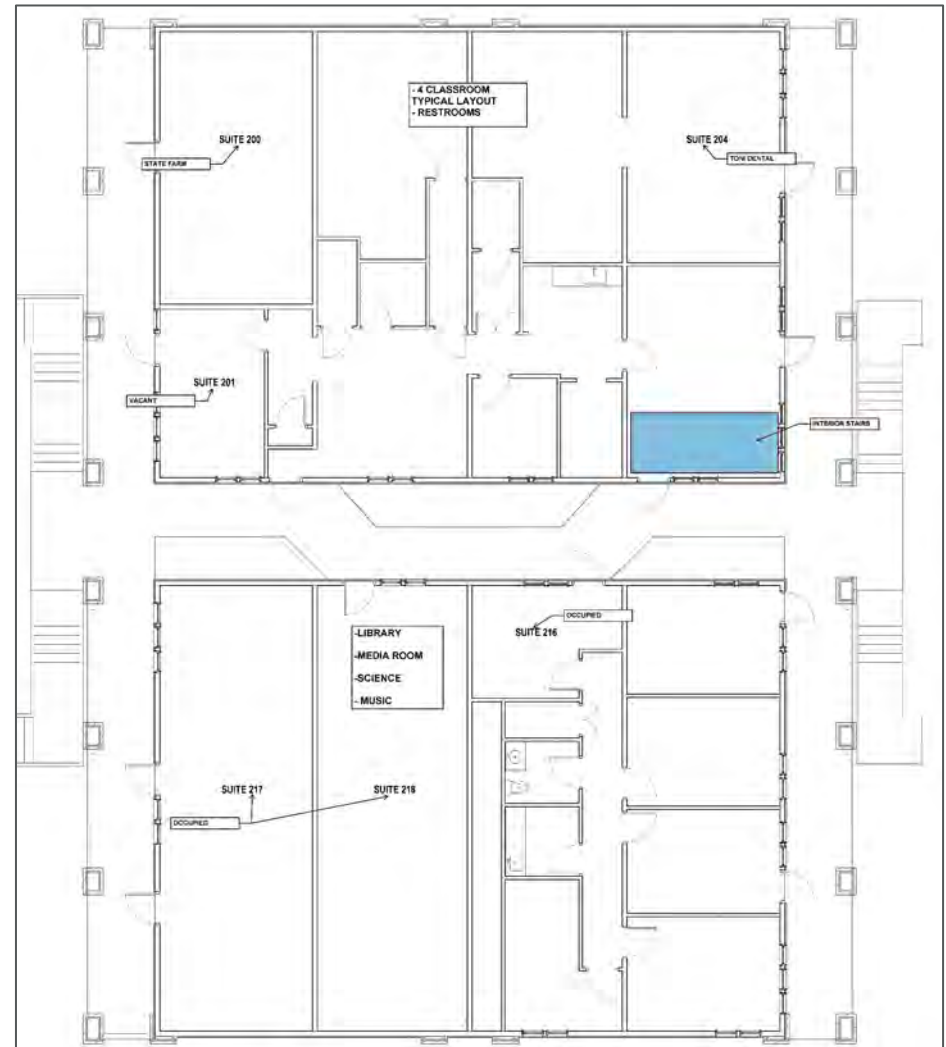 - 4 CLASSROOM
TYPICAL LAYOUT
- RESTROOMS
SUITE 200
STATE FARM
SUITE 204
TONI DENTAL
SUITE 201
VACANT
INTERIOR STAIRS
OCCUPIED
SUITE 216
-LIBRARY
-MEDIA ROOM
-SCIENCE
- MUSIC
SUITE 217
SUITE 218
OCCUPIED